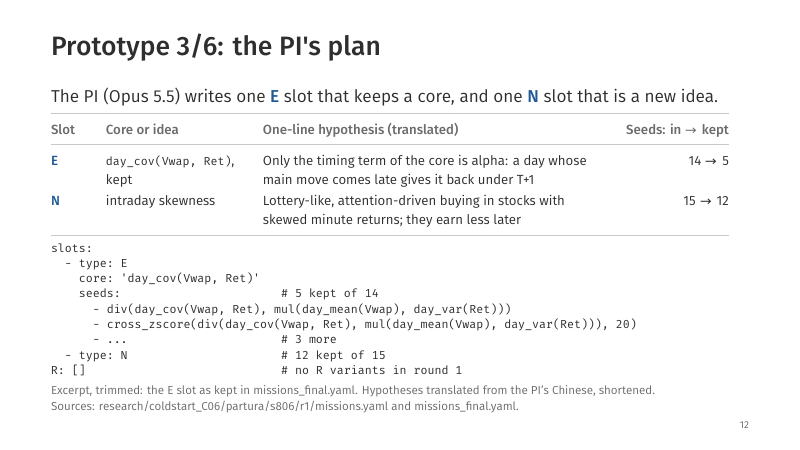 Prototype 3/6: the PI's plan
The PI (Opus 5.5) writes one E slot that keeps a core, and one N slot that is a new idea.
Slot Core or idea One-line hypothesis (translated) Seeds: in → kept
E day_cov(Vwap, Ret), Only the timing term of the core is alpha: a day whose 14 → 5
kept main move comes late gives it back under T+1
N intraday skewness Lottery-like, attention-driven buying in stocks with 15 → 12
skewed minute returns; they earn less later
slots:
  - type: E
    core: 'day_cov(Vwap, Ret)'
    seeds:                       # 5 kept of 14
      - div(day_cov(Vwap, Ret), mul(day_mean(Vwap), day_var(Ret)))
      - cross_zscore(div(day_cov(Vwap, Ret), mul(day_mean(Vwap), day_var(Ret))), 20)
      - ...                      # 3 more
  - type: N                      # 12 kept of 15
R: []                            # no R variants in round 1
Excerpt, trimmed: the E slot as kept in missions_final.yaml. Hypotheses translated from the PI's Chinese, shortened.
Sources: research/coldstart_C06/partura/s806/r1/missions.yaml and missions_final.yaml.
12